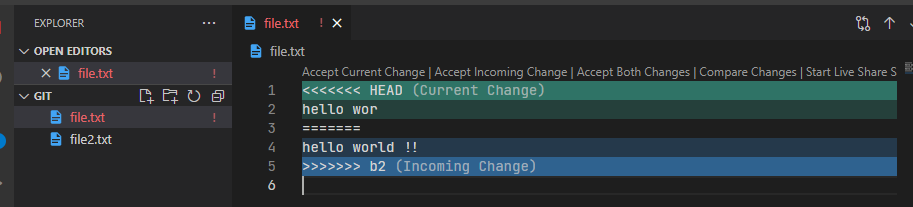 EXPLORER
OPEN EDITORS
file.txt !
GIT
file.txt !
file2.txt
file.txt !
file.txt
Accept Current Change | Accept Incoming Change | Accept Both Changes | Compare Changes | Start Live Share S
1 <<<<<<< HEAD (Current Change)
2 hello wor
3 =======
4 hello world !!
5 >>>>>>> b2 (Incoming Change)
6